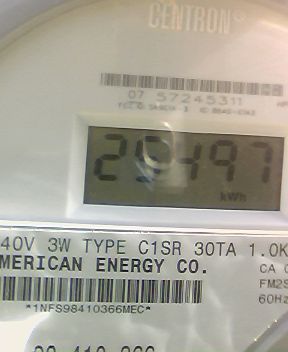 CENTRON®
07 57245311
29497
kWh
40V 3W TYPE C1SR 30TA 1.0K
MERICAN ENERGY CO.
CA
FM2S
60Hz
*1NFS98410366MEC*